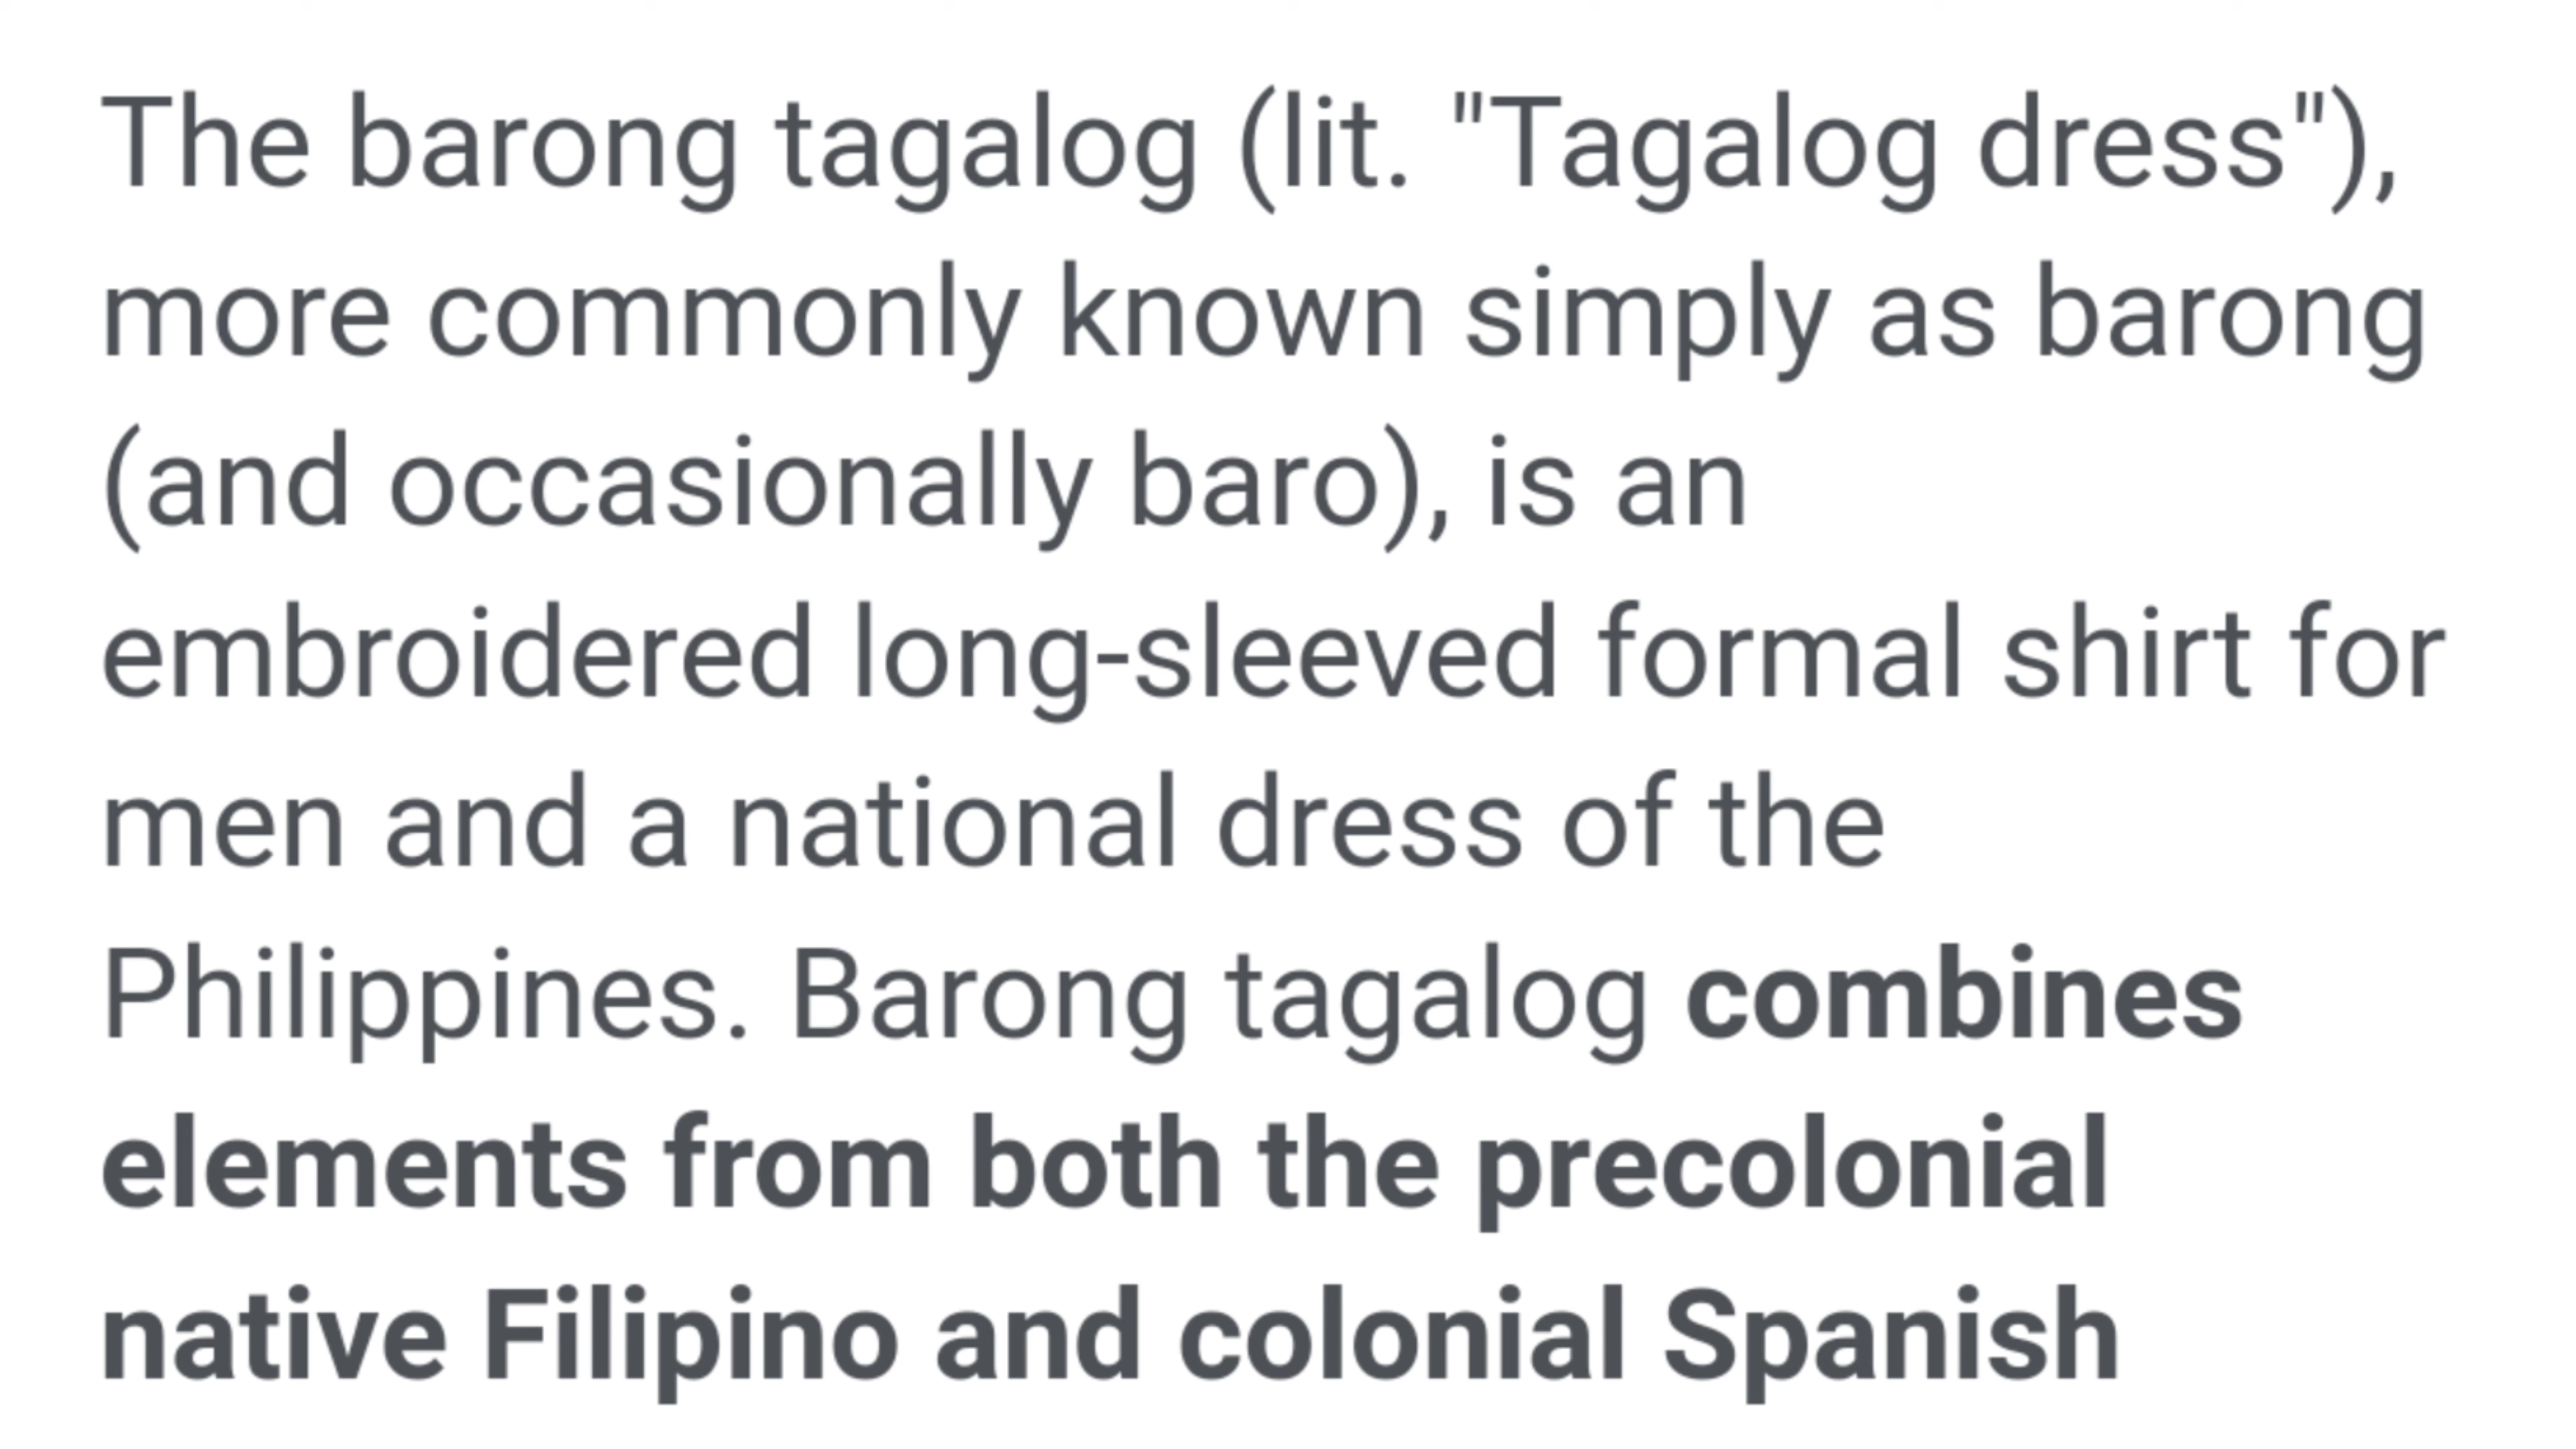 The barong tagalog (lit. "Tagalog dress"),
more commonly known simply as barong
(and occasionally baro), is an
embroidered long-sleeved formal shirt for
men and a national dress of the
Philippines. Barong tagalog combines
elements from both the precolonial
native Filipino and colonial Spanish